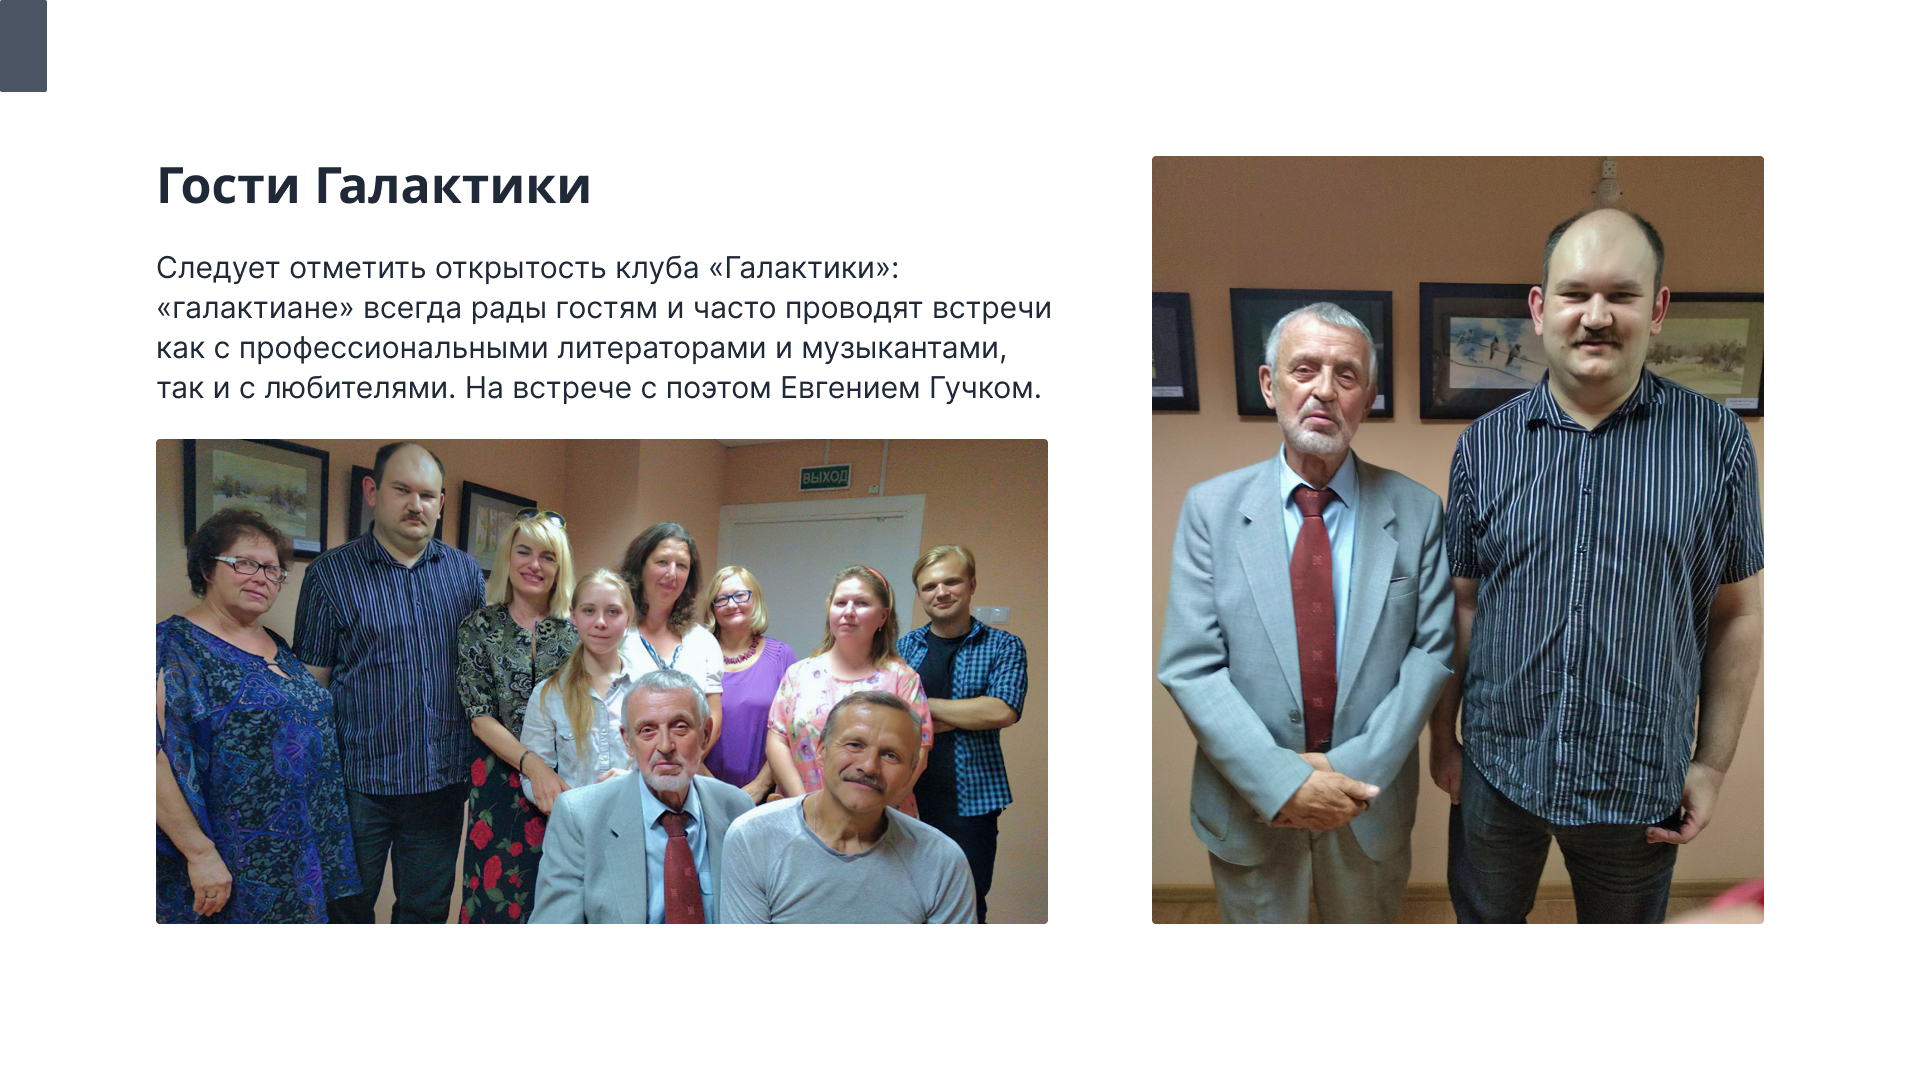 Гости Галактики
Следует отметить открытость клуба «Галактики»:
«галактиане» всегда рады гостям и часто проводят встречи
как с профессиональными литераторами и музыкантами,
так и с любителями. На встрече с поэтом Евгением Гучком.
ВЫХОД